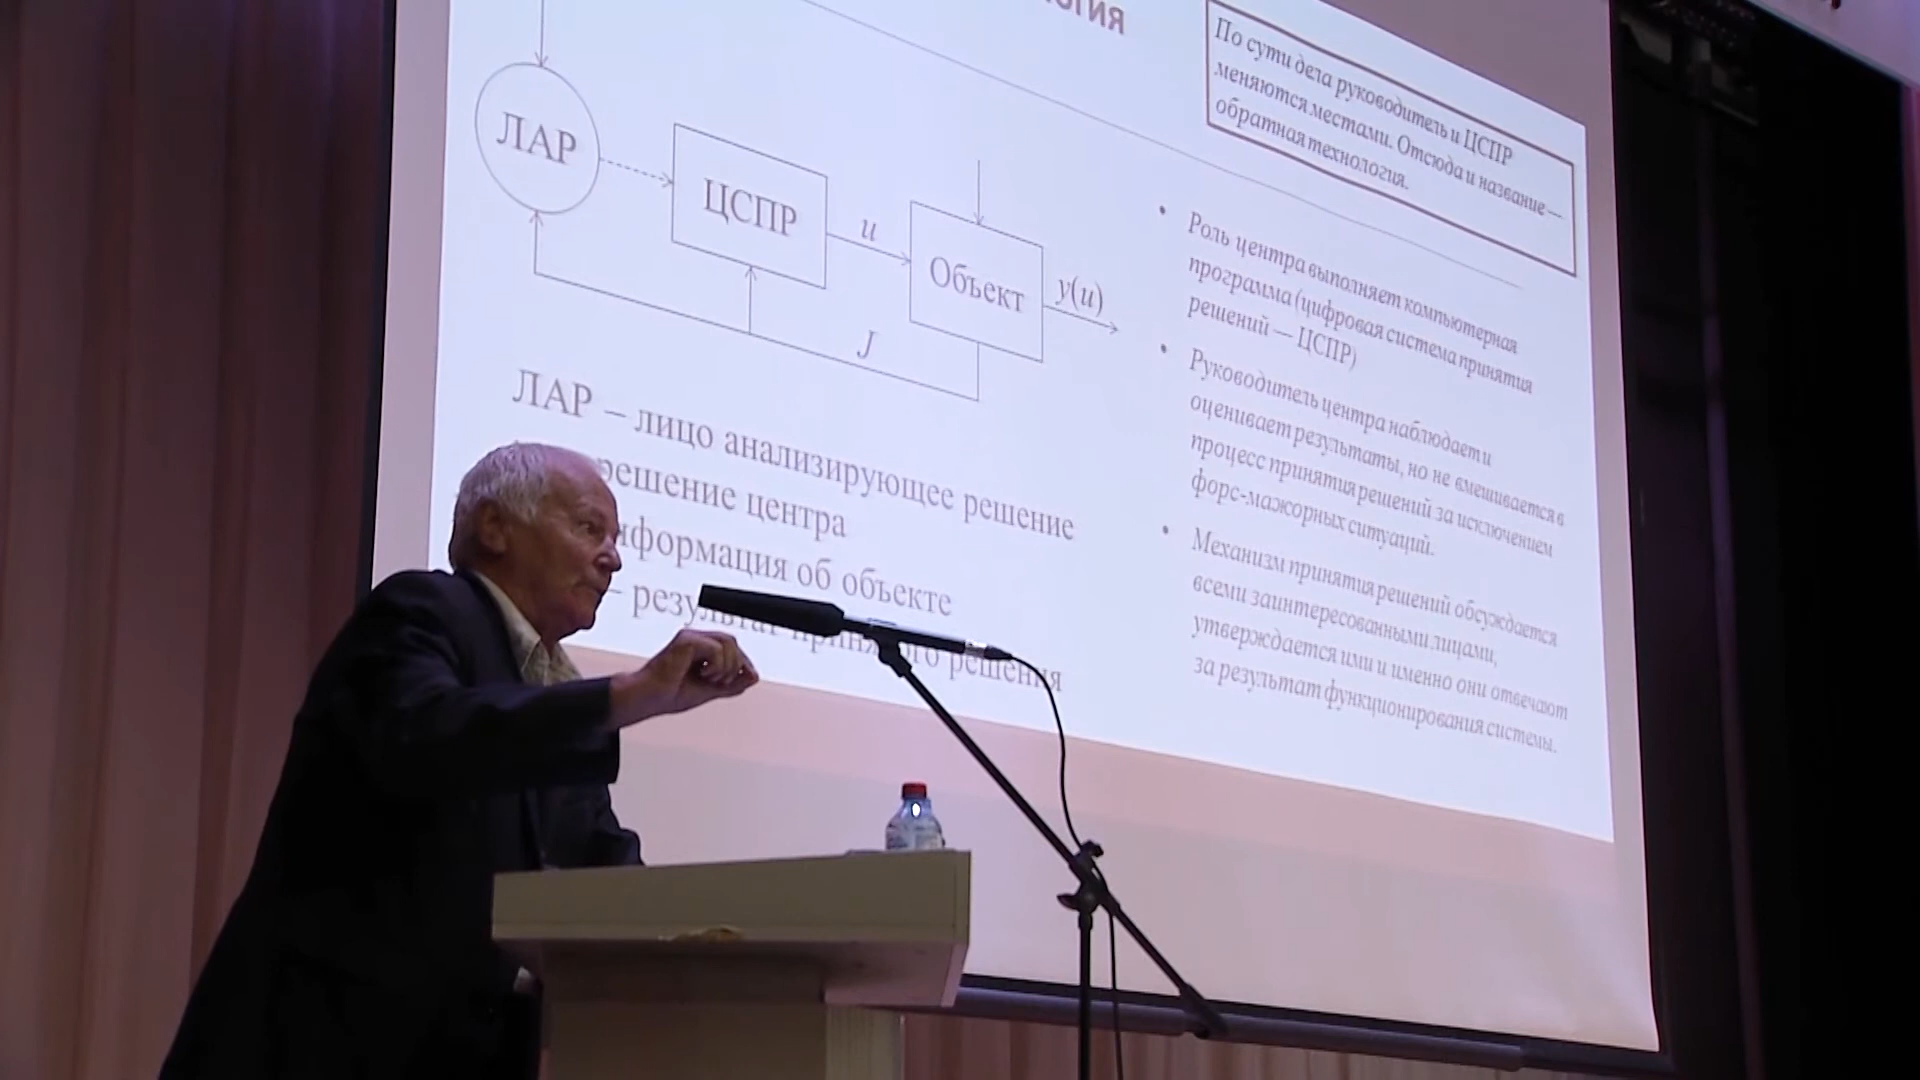 По сути дела руководитель и ЦСПР
меняются местами. Отсюда и название —
обратная технология.
ЛАР
ЦСПР
u
Объект
y(u)
J
ЛАР – лицо анализирующее решение
решение центра
информация об объекте
– результат принятого решения
• Роль центра выполняет компьютерная
программа (цифровая система принятия
решений — ЦСПР)
• Руководитель центра наблюдает и
оценивает результаты, но не вмешивается в
процесс принятия решений за исключением
форс-мажорных ситуаций.
• Механизм принятия решений обсуждается
всеми заинтересованными лицами,
утверждается ими и именно они отвечают
за результат функционирования системы.